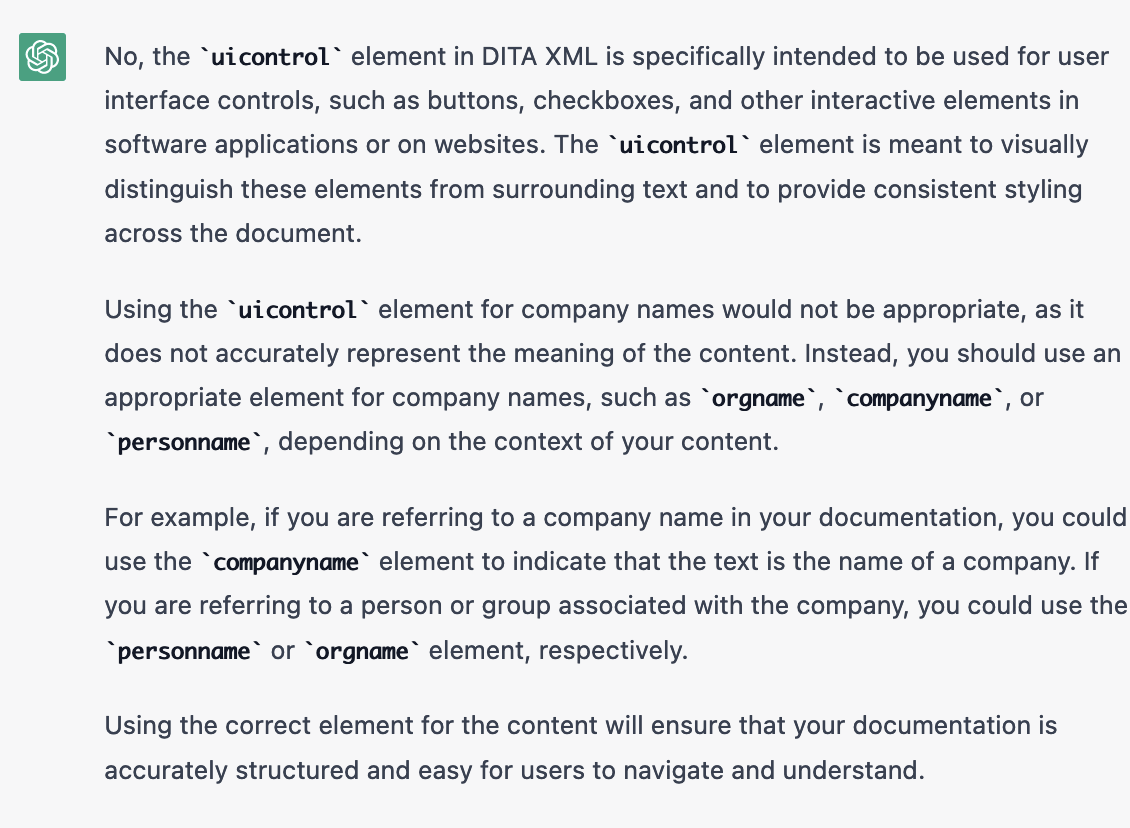 No, the `uicontrol` element in DITA XML is specifically intended to be used for user
interface controls, such as buttons, checkboxes, and other interactive elements in
software applications or on websites. The `uicontrol` element is meant to visually
distinguish these elements from surrounding text and to provide consistent styling
across the document.
Using the `uicontrol` element for company names would not be appropriate, as it
does not accurately represent the meaning of the content. Instead, you should use an
appropriate element for company names, such as `orgname`, `companyname`, or
`personname`, depending on the context of your content.
For example, if you are referring to a company name in your documentation, you could
use the `companyname` element to indicate that the text is the name of a company. If
you are referring to a person or group associated with the company, you could use the
`personname` or `orgname` element, respectively.
Using the correct element for the content will ensure that your documentation is
accurately structured and easy for users to navigate and understand.